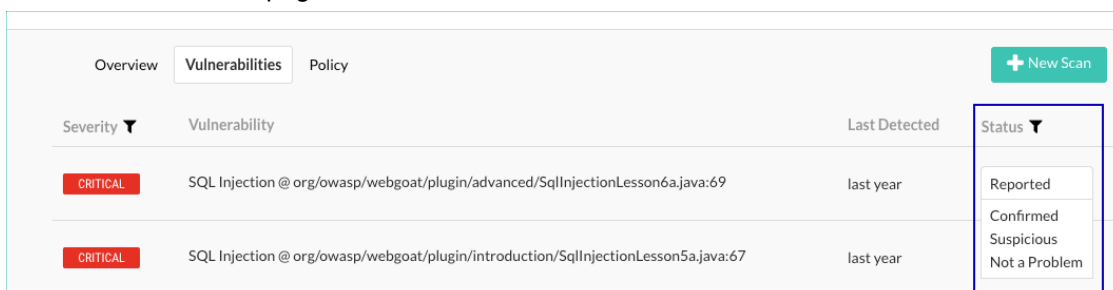 Overview Vulnerabilities Policy New Scan
Severity Vulnerability Last Detected Status
CRITICAL SQL Injection @ org/owasp/webgoat/plugin/advanced/SqlInjectionLesson6a.java:69 last year Reported
Confirmed
Suspicious
CRITICAL SQL Injection @ org/owasp/webgoat/plugin/introduction/SqlInjectionLesson5a.java:67 last year Not a Problem